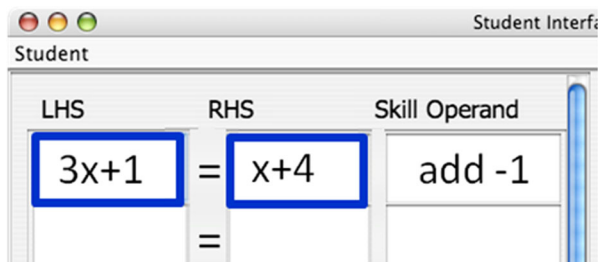 Student Interfa
Student
LHS RHS Skill Operand
3x+1 = x+4 add -1
=